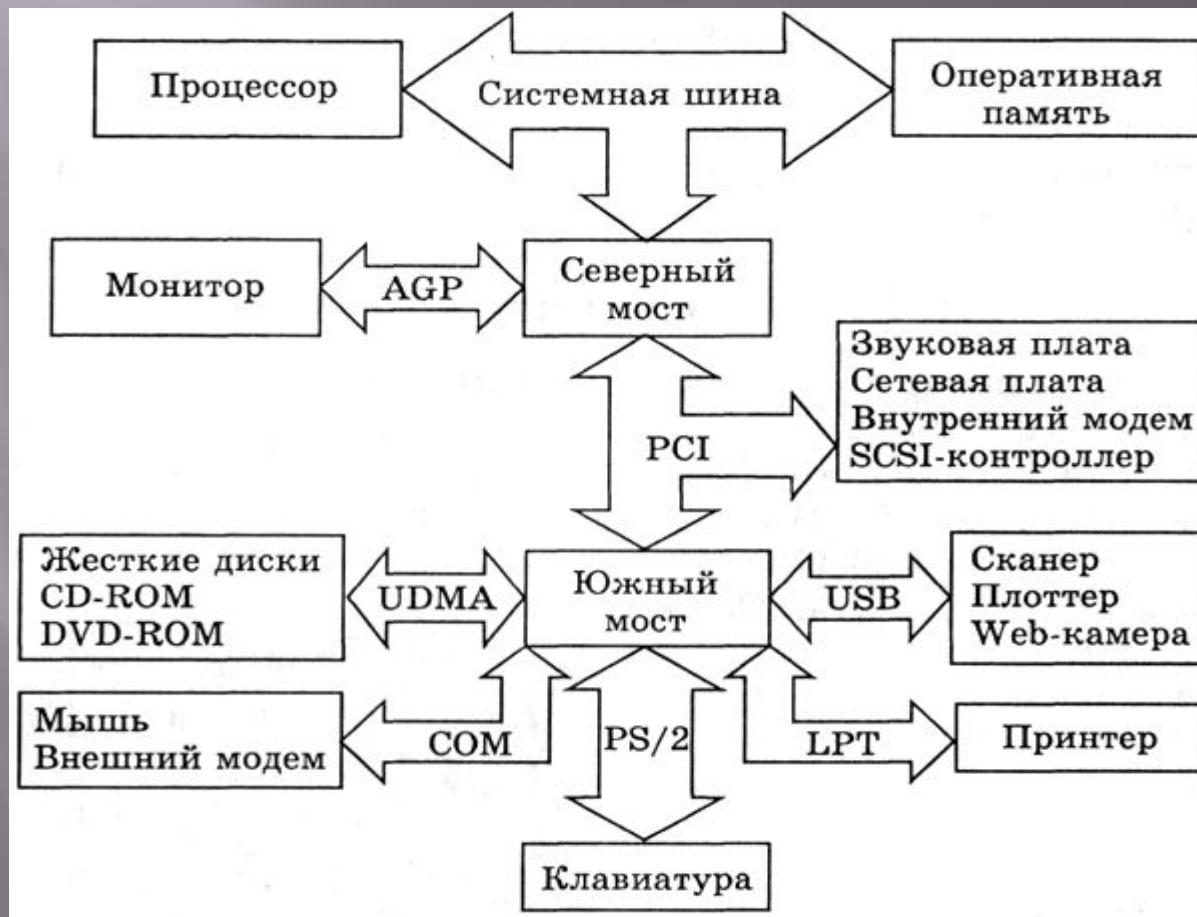 Процессор
Системная шина
Оперативная
память
Монитор
AGP
Северный
мост
Звуковая плата
Сетевая плата
Внутренний модем
SCSI-контроллер
PCI
Жесткие диски
CD-ROM
DVD-ROM
UDMA
Южный
мост
USB
Сканер
Плоттер
Web-камера
Мышь
Внешний модем
COM
PS/2
LPT
Принтер
Клавиатура